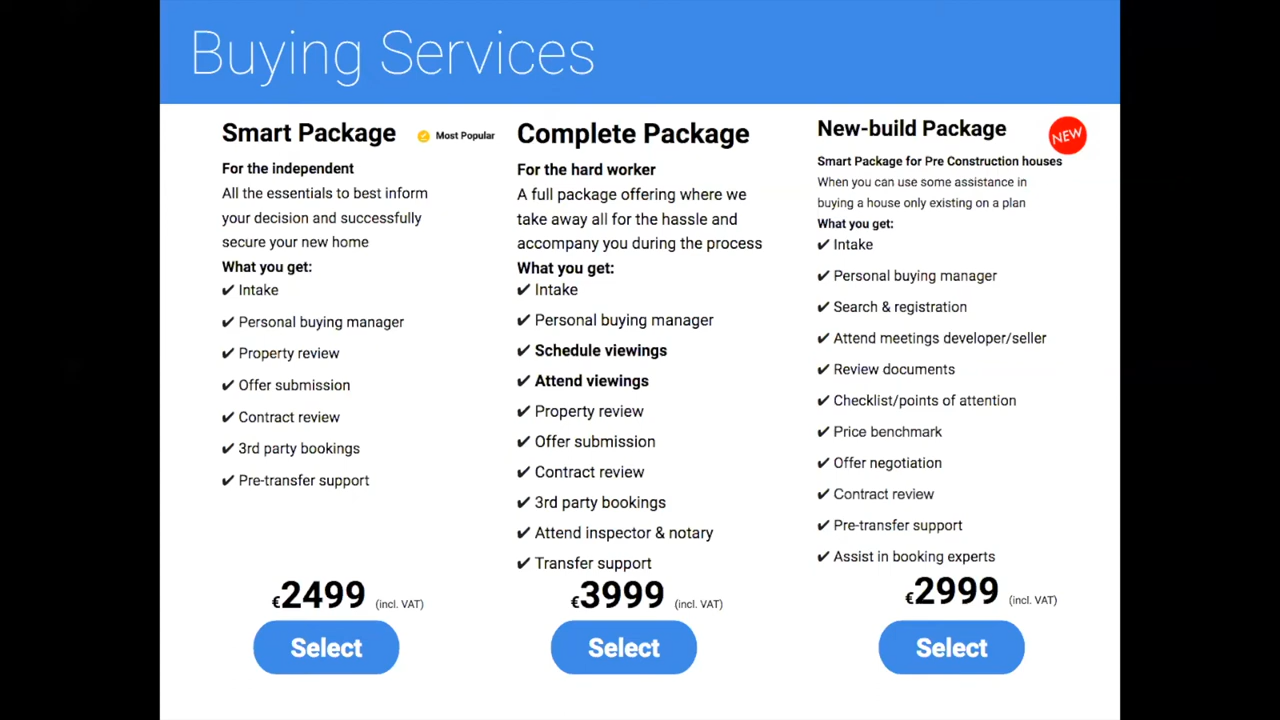 Buying Services
Smart Package
Most Popular
For the independent
All the essentials to best inform
your decision and successfully
secure your new home
What you get:
✔ Intake
✔ Personal buying manager
✔ Property review
✔ Offer submission
✔ Contract review
✔ 3rd party bookings
✔ Pre-transfer support
€2499 (incl. VAT)
Select
Complete Package
For the hard worker
A full package offering where we
take away all for the hassle and
accompany you during the process
What you get:
✔ Intake
✔ Personal buying manager
✔ Schedule viewings
✔ Attend viewings
✔ Property review
✔ Offer submission
✔ Contract review
✔ 3rd party bookings
✔ Attend inspector & notary
✔ Transfer support
€3999 (incl. VAT)
Select
New-build Package
NEW
Smart Package for Pre Construction houses
When you can use some assistance in
buying a house only existing on a plan
What you get:
✔ Intake
✔ Personal buying manager
✔ Search & registration
✔ Attend meetings developer/seller
✔ Review documents
✔ Checklist/points of attention
✔ Price benchmark
✔ Offer negotiation
✔ Contract review
✔ Pre-transfer support
✔ Assist in booking experts
€2999 (incl. VAT)
Select